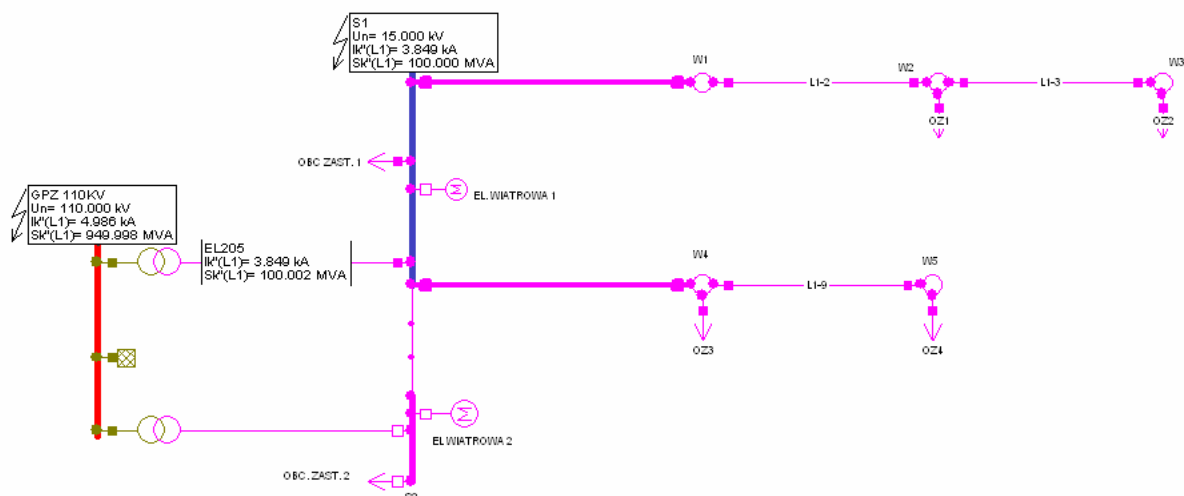 S1
Un= 15.000 kV
Ik"(L1)= 3.849 kA
Sk"(L1)= 100.000 MVA
W1
L1-2
W2
L1-3
W3
OZ1
OZ2
OBC ZAST. 1
EL.WIATROWA 1
GPZ 110KV
Un= 110.000 kV
Ik"(L1)= 4.986 kA
Sk"(L1)= 949.998 MVA
EL205
Ik"(L1)= 3.849 kA
Sk"(L1)= 100.002 MVA
W4
L1-9
W5
OZ3
OZ4
M
M
EL.WIATROWA 2
OBC. ZAST. 2